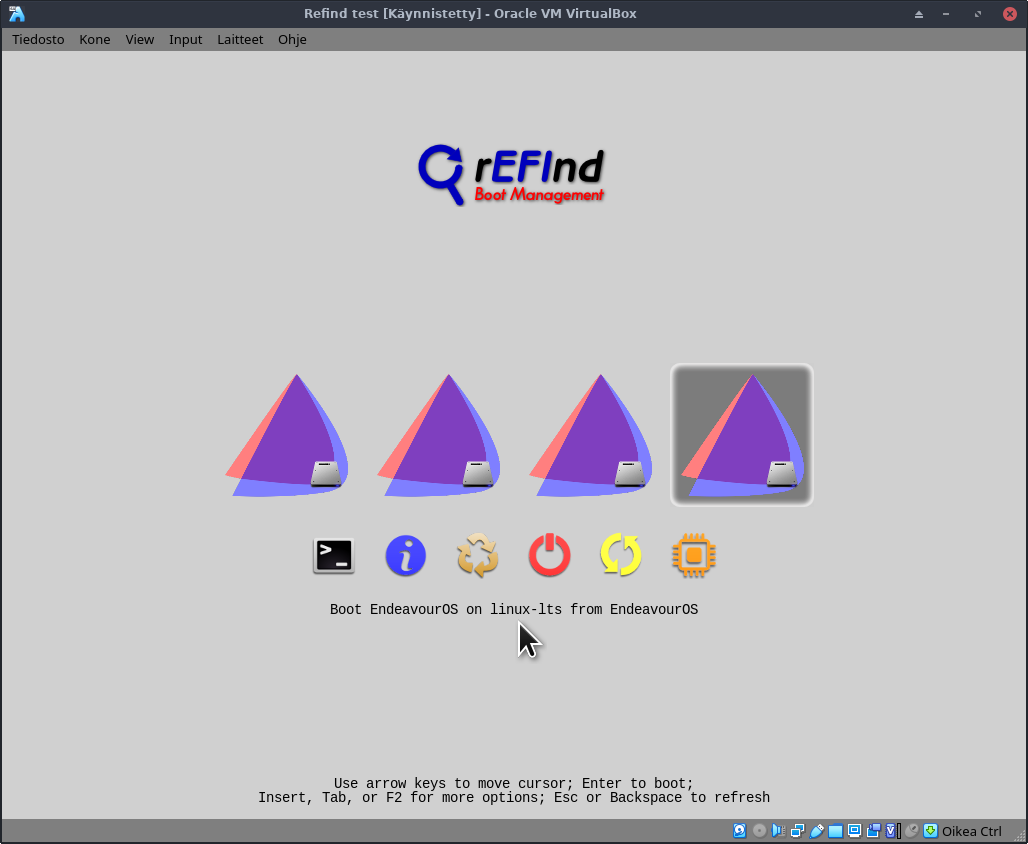 Refind test [Käynnistetty] - Oracle VM VirtualBox
Tiedosto Kone View Input Laitteet Ohje
rEFInd
Boot Management
>_
i
Boot EndeavourOS on linux-lts from EndeavourOS
Use arrow keys to move cursor; Enter to boot;
Insert, Tab, or F2 for more options; Esc or Backspace to refresh
V
Oikea Ctrl